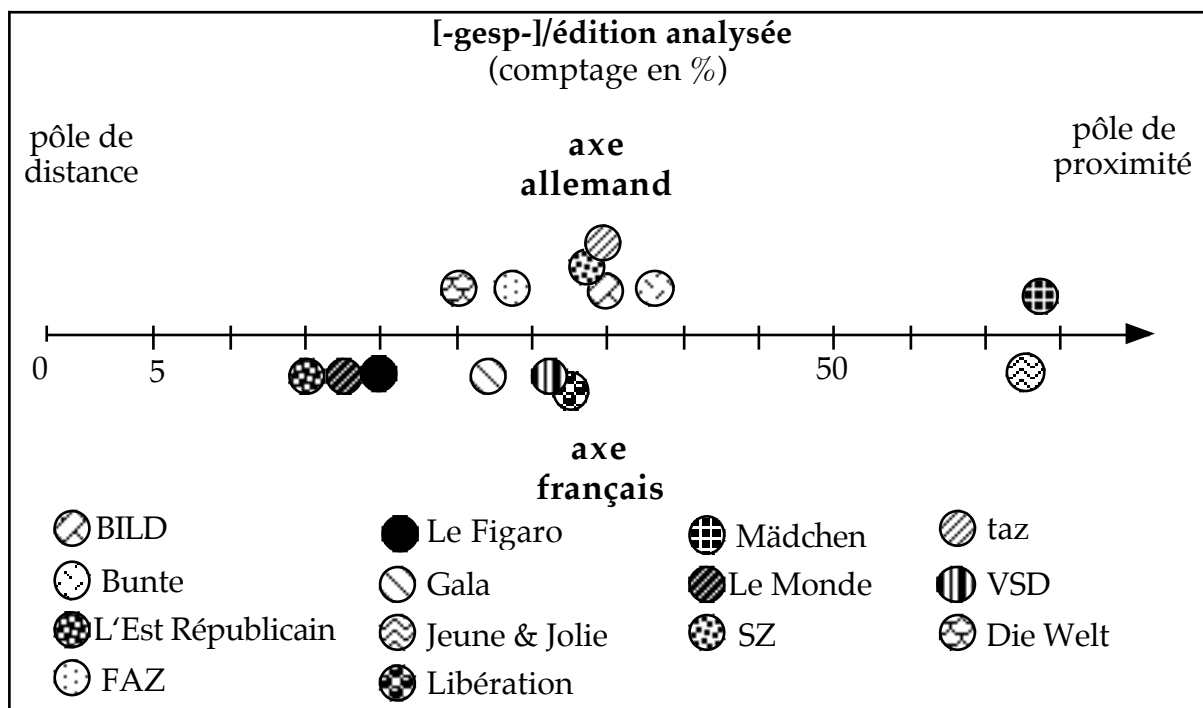 [-gesp-]/édition analysée
(comptage en %)
pôle de
distance
axe
allemand
pôle de
proximité
0
5
50
axe
français
BILD
Le Figaro
Mädchen
taz
Bunte
Gala
Le Monde
VSD
L‘Est Républicain
Jeune & Jolie
SZ
Die Welt
FAZ
Libération